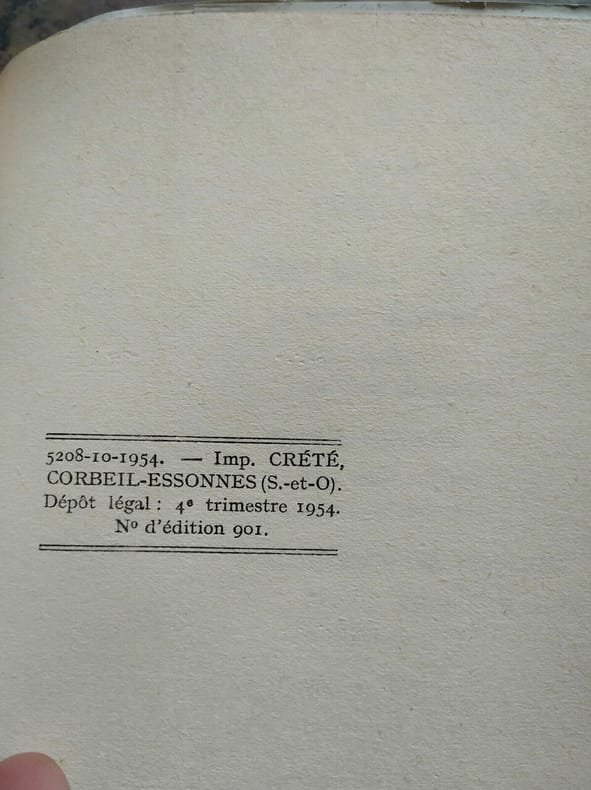 5208-10-1954. — Imp. CRÉTÉ,
CORBEIL-ESSONNES (S.-et-O).
Dépôt légal : 4e trimestre 1954.
No d'édition 901.